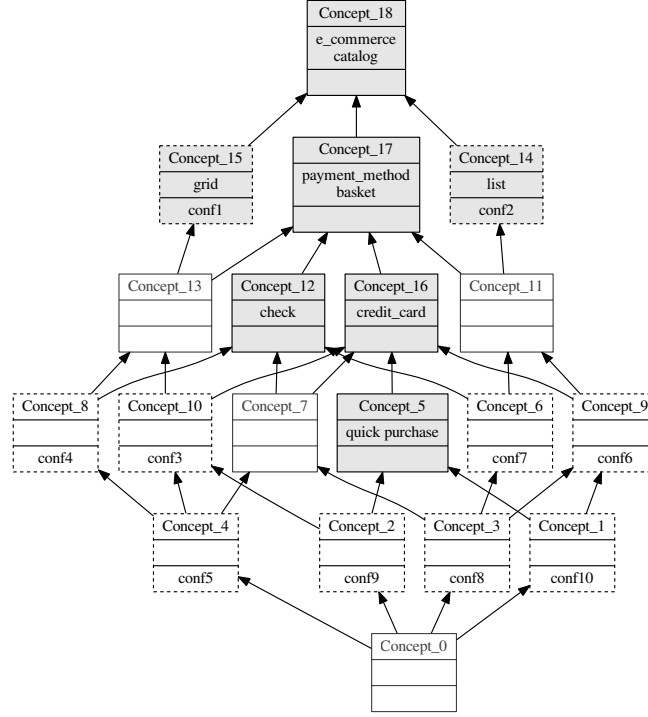 Concept_18
e_commerce
catalog
Concept_15
grid
conf1
Concept_17
payment_method
basket
Concept_14
list
conf2
Concept_13
Concept_12
check
Concept_16
credit_card
Concept_11
Concept_8
conf4
Concept_10
conf3
Concept_7
Concept_5
quick purchase
Concept_6
conf7
Concept_9
conf6
Concept_4
conf5
Concept_2
conf9
Concept_3
conf8
Concept_1
conf10
Concept_0